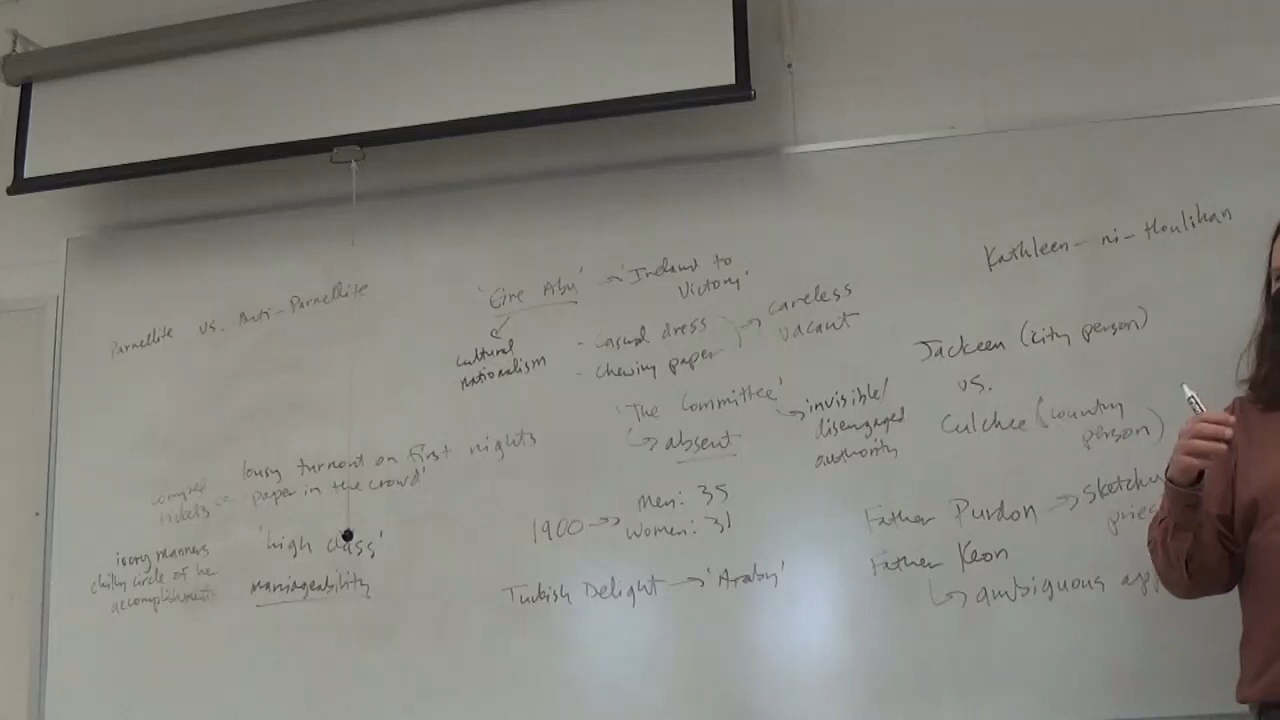 Parnellite vs. Anti-Parnellite
'Eire Abu' → 'Ireland to
Victory'
cultural
nationalism
- casual dress
- chewing paper
careless
vacant
'The Committee'
absent
invisible/
disengaged
authority
lousy turnout on first nights
'paper in the crowd'
tickets
ivory manners
chilly circle of her
accomplishments
'high class'
marriageability
1900 → Men: 35
Women: 31
Turkish Delight → 'Araby'
Kathleen-ni-Houlihan
Jackeen (city person)
vs.
Culchee (country
person)
Father Purdon → sketchy
Father Keon
ambiguous